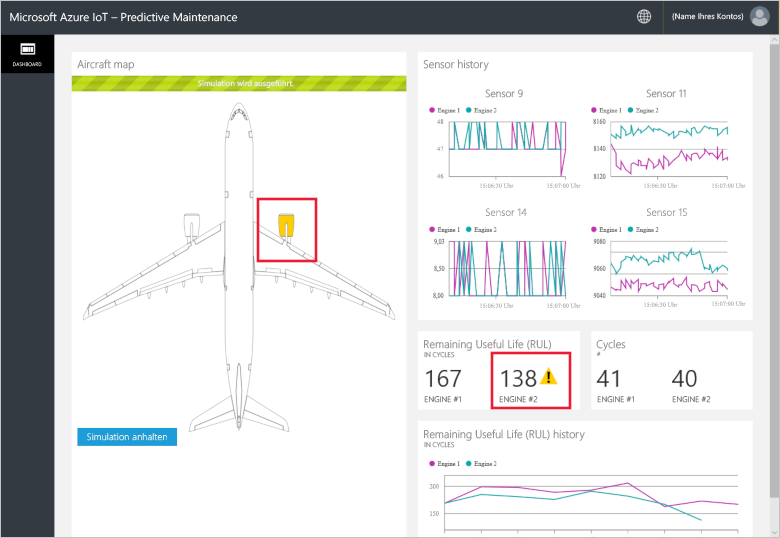 Microsoft Azure IoT – Predictive Maintenance
(Name Ihres Kontos)
DASHBOARD
Aircraft map
Simulation wird ausgeführt.
Simulation anhalten
Sensor history
Sensor 9
Engine 1 Engine 2
48
47
46
15:06:30 Uhr 15:07:00 Uhr
Sensor 11
Engine 1 Engine 2
8160
8140
8120
15:06:30 Uhr 15:07:00 Uhr
Sensor 14
Engine 1 Engine 2
9,03
8,50
8,00
15:06:30 Uhr 15:07:00 Uhr
Sensor 15
Engine 1 Engine 2
9080
9060
9040
15:06:30 Uhr 15:07:00 Uhr
Remaining Useful Life (RUL)
IN CYCLES
167 138
ENGINE #1 ENGINE #2
Cycles
#
41 40
ENGINE #1 ENGINE #2
Remaining Useful Life (RUL) history
IN CYCLES
Engine 1 Engine 2
300
150